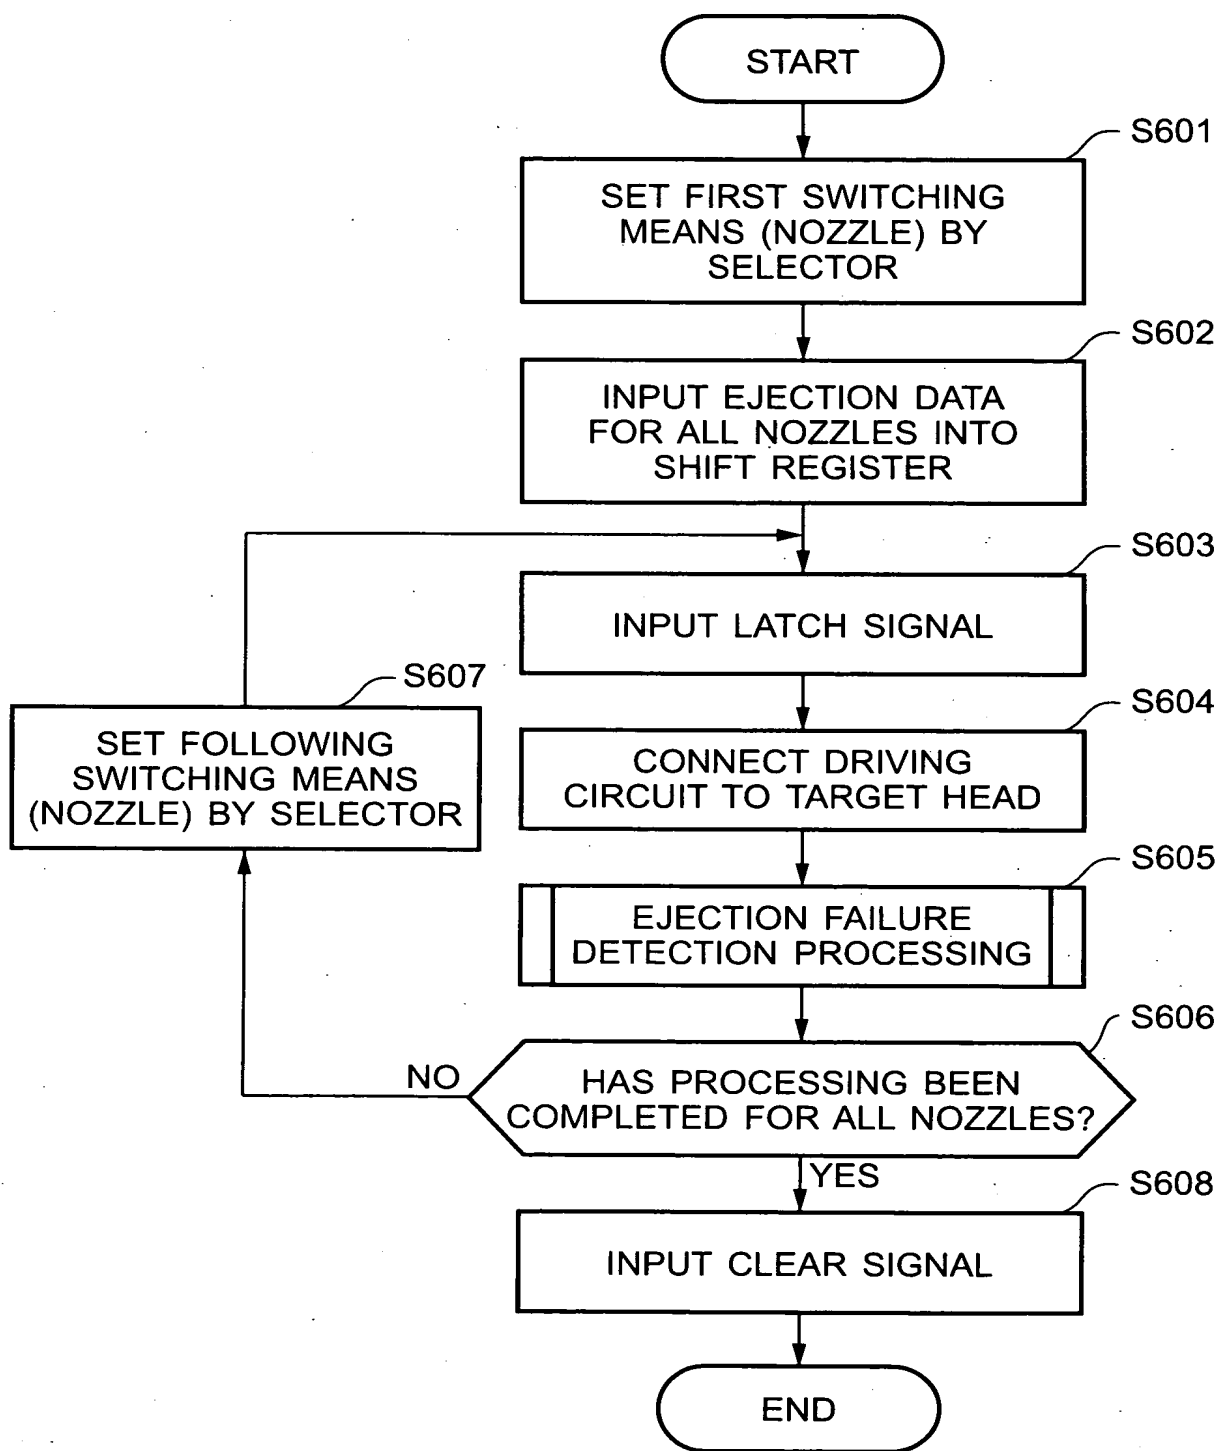 START
S601
SET FIRST SWITCHING
MEANS (NOZZLE) BY
SELECTOR
S602
INPUT EJECTION DATA
FOR ALL NOZZLES INTO
SHIFT REGISTER
S603
INPUT LATCH SIGNAL
S607
SET FOLLOWING
SWITCHING MEANS
(NOZZLE) BY SELECTOR
S604
CONNECT DRIVING
CIRCUIT TO TARGET HEAD
S605
EJECTION FAILURE
DETECTION PROCESSING
S606
NO
HAS PROCESSING BEEN
COMPLETED FOR ALL NOZZLES?
YES
S608
INPUT CLEAR SIGNAL
END